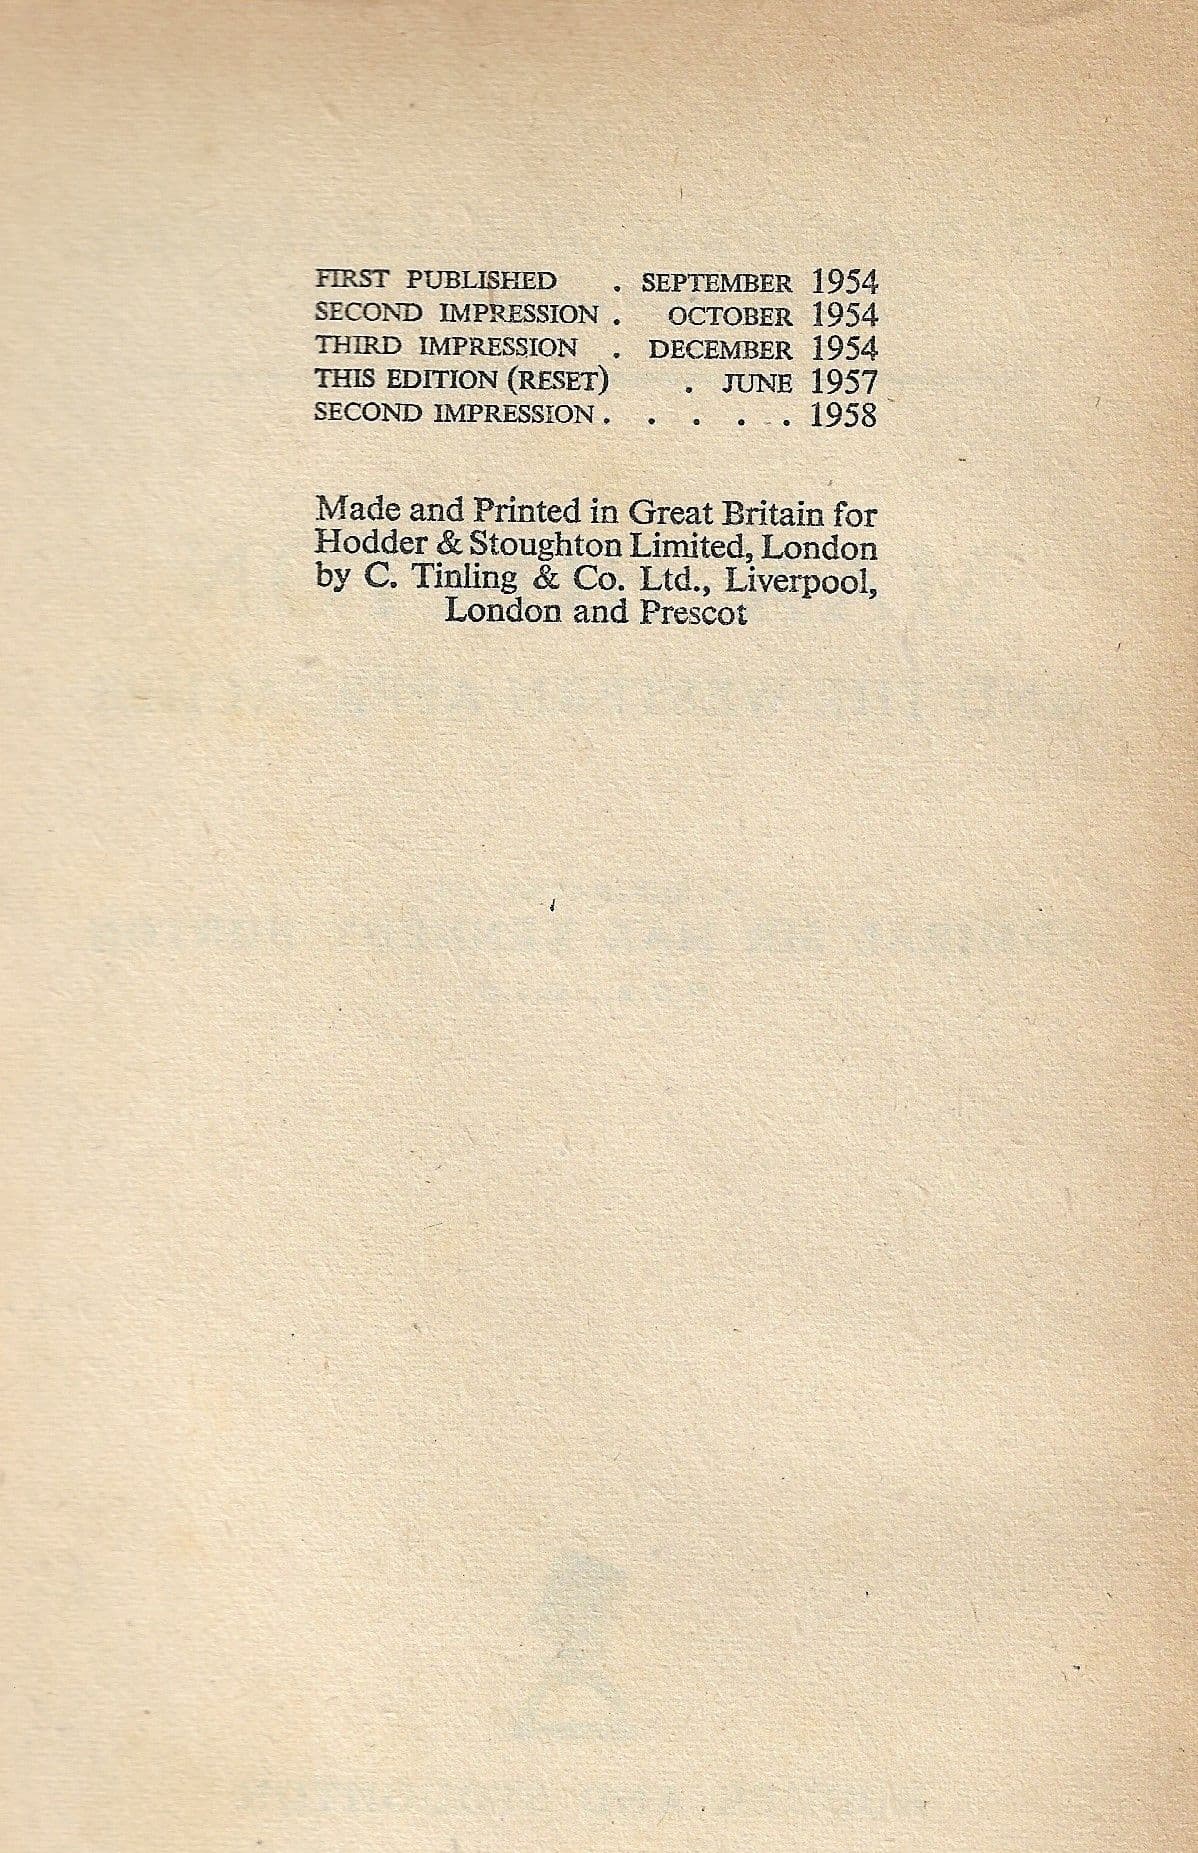 FIRST PUBLISHED . SEPTEMBER 1954
SECOND IMPRESSION . OCTOBER 1954
THIRD IMPRESSION . DECEMBER 1954
THIS EDITION (RESET) . JUNE 1957
SECOND IMPRESSION . . . . . 1958
Made and Printed in Great Britain for
Hodder & Stoughton Limited, London
by C. Tinling & Co. Ltd., Liverpool,
London and Prescot